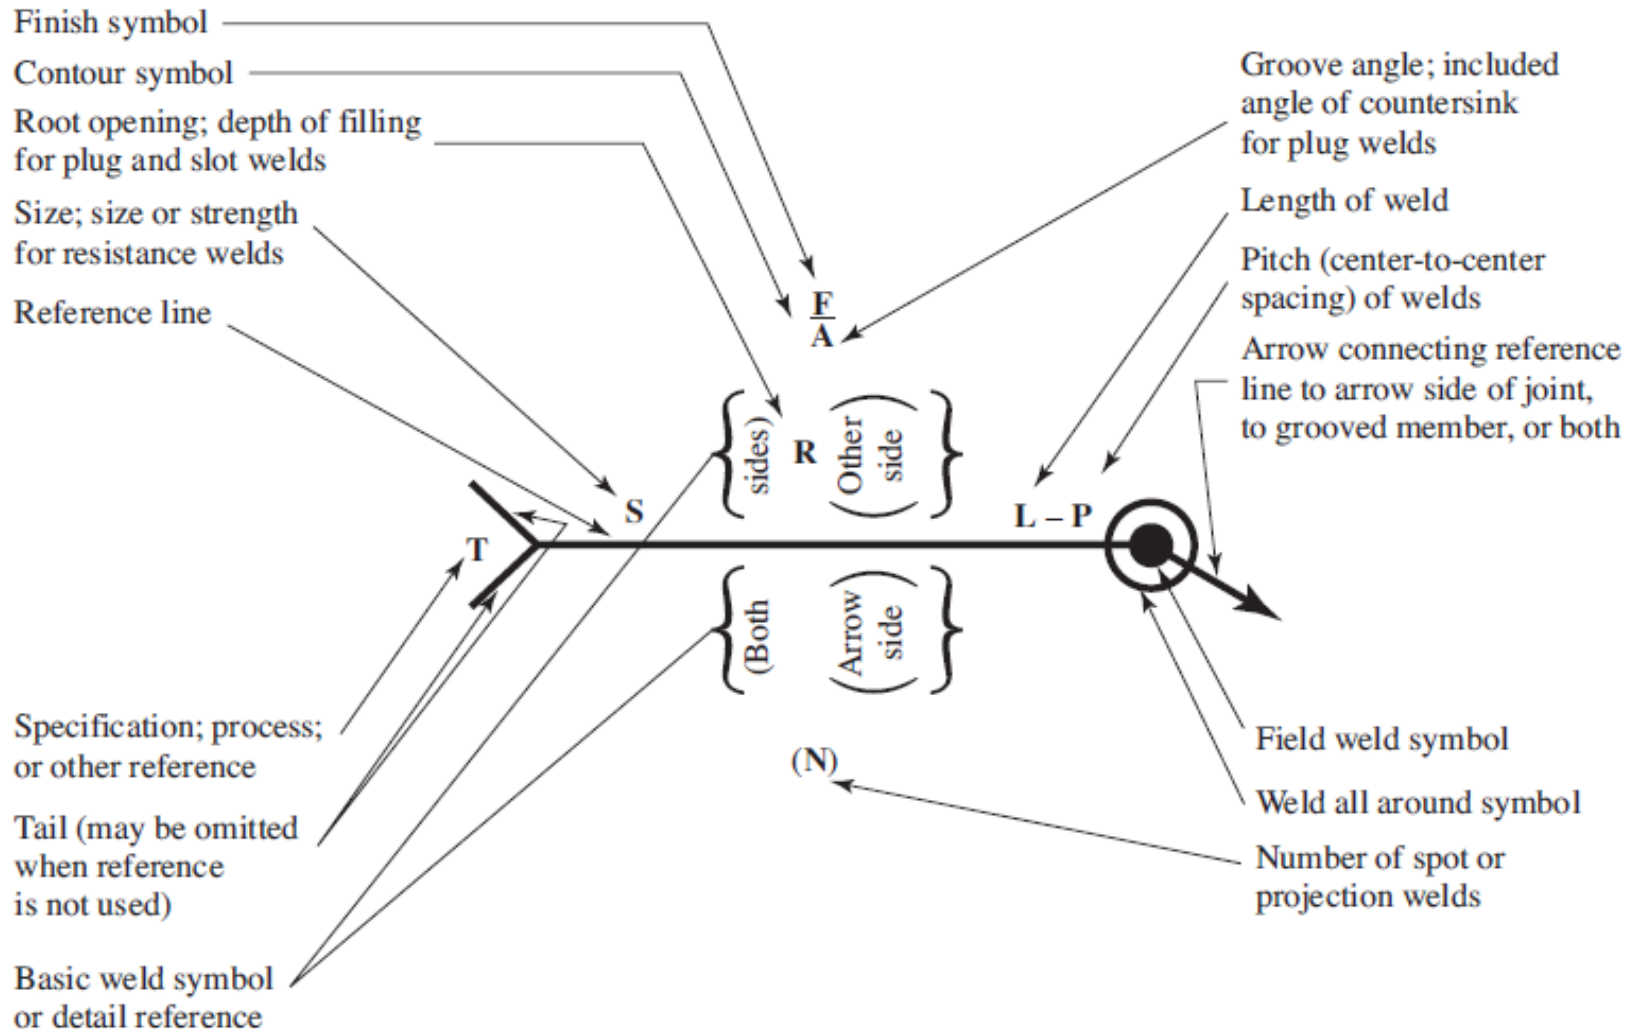 Finish symbol
Contour symbol
Root opening; depth of filling
for plug and slot welds
Size; size or strength
for resistance welds
Reference line
Groove angle; included
angle of countersink
for plug welds
Length of weld
Pitch (center-to-center
spacing) of welds
Arrow connecting reference
line to arrow side of joint,
to grooved member, or both
F
A
sides)
R
Other
side
S
L – P
T
(Both
Arrow
side
(N)
Specification; process;
or other reference
Tail (may be omitted
when reference
is not used)
Basic weld symbol
or detail reference
Field weld symbol
Weld all around symbol
Number of spot or
projection welds